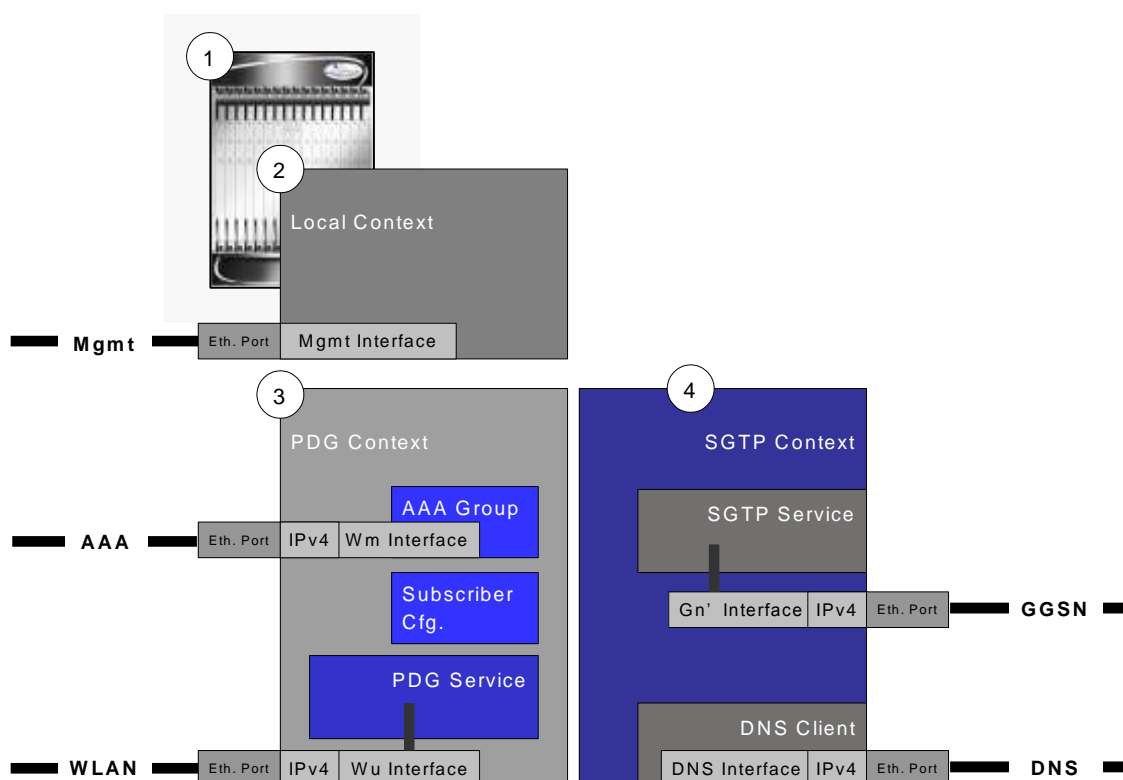 1
2
Local Context
Mgmt
Eth. Port
Mgmt Interface
3
PDG Context
AAA Group
AAA
Eth. Port
IPv4
Wm Interface
Subscriber
Cfg.
PDG Service
WLAN
Eth. Port
IPv4
Wu Interface
4
SGTP Context
SGTP Service
Gn’ Interface
IPv4
Eth. Port
GGSN
DNS Client
DNS Interface
IPv4
Eth. Port
DNS